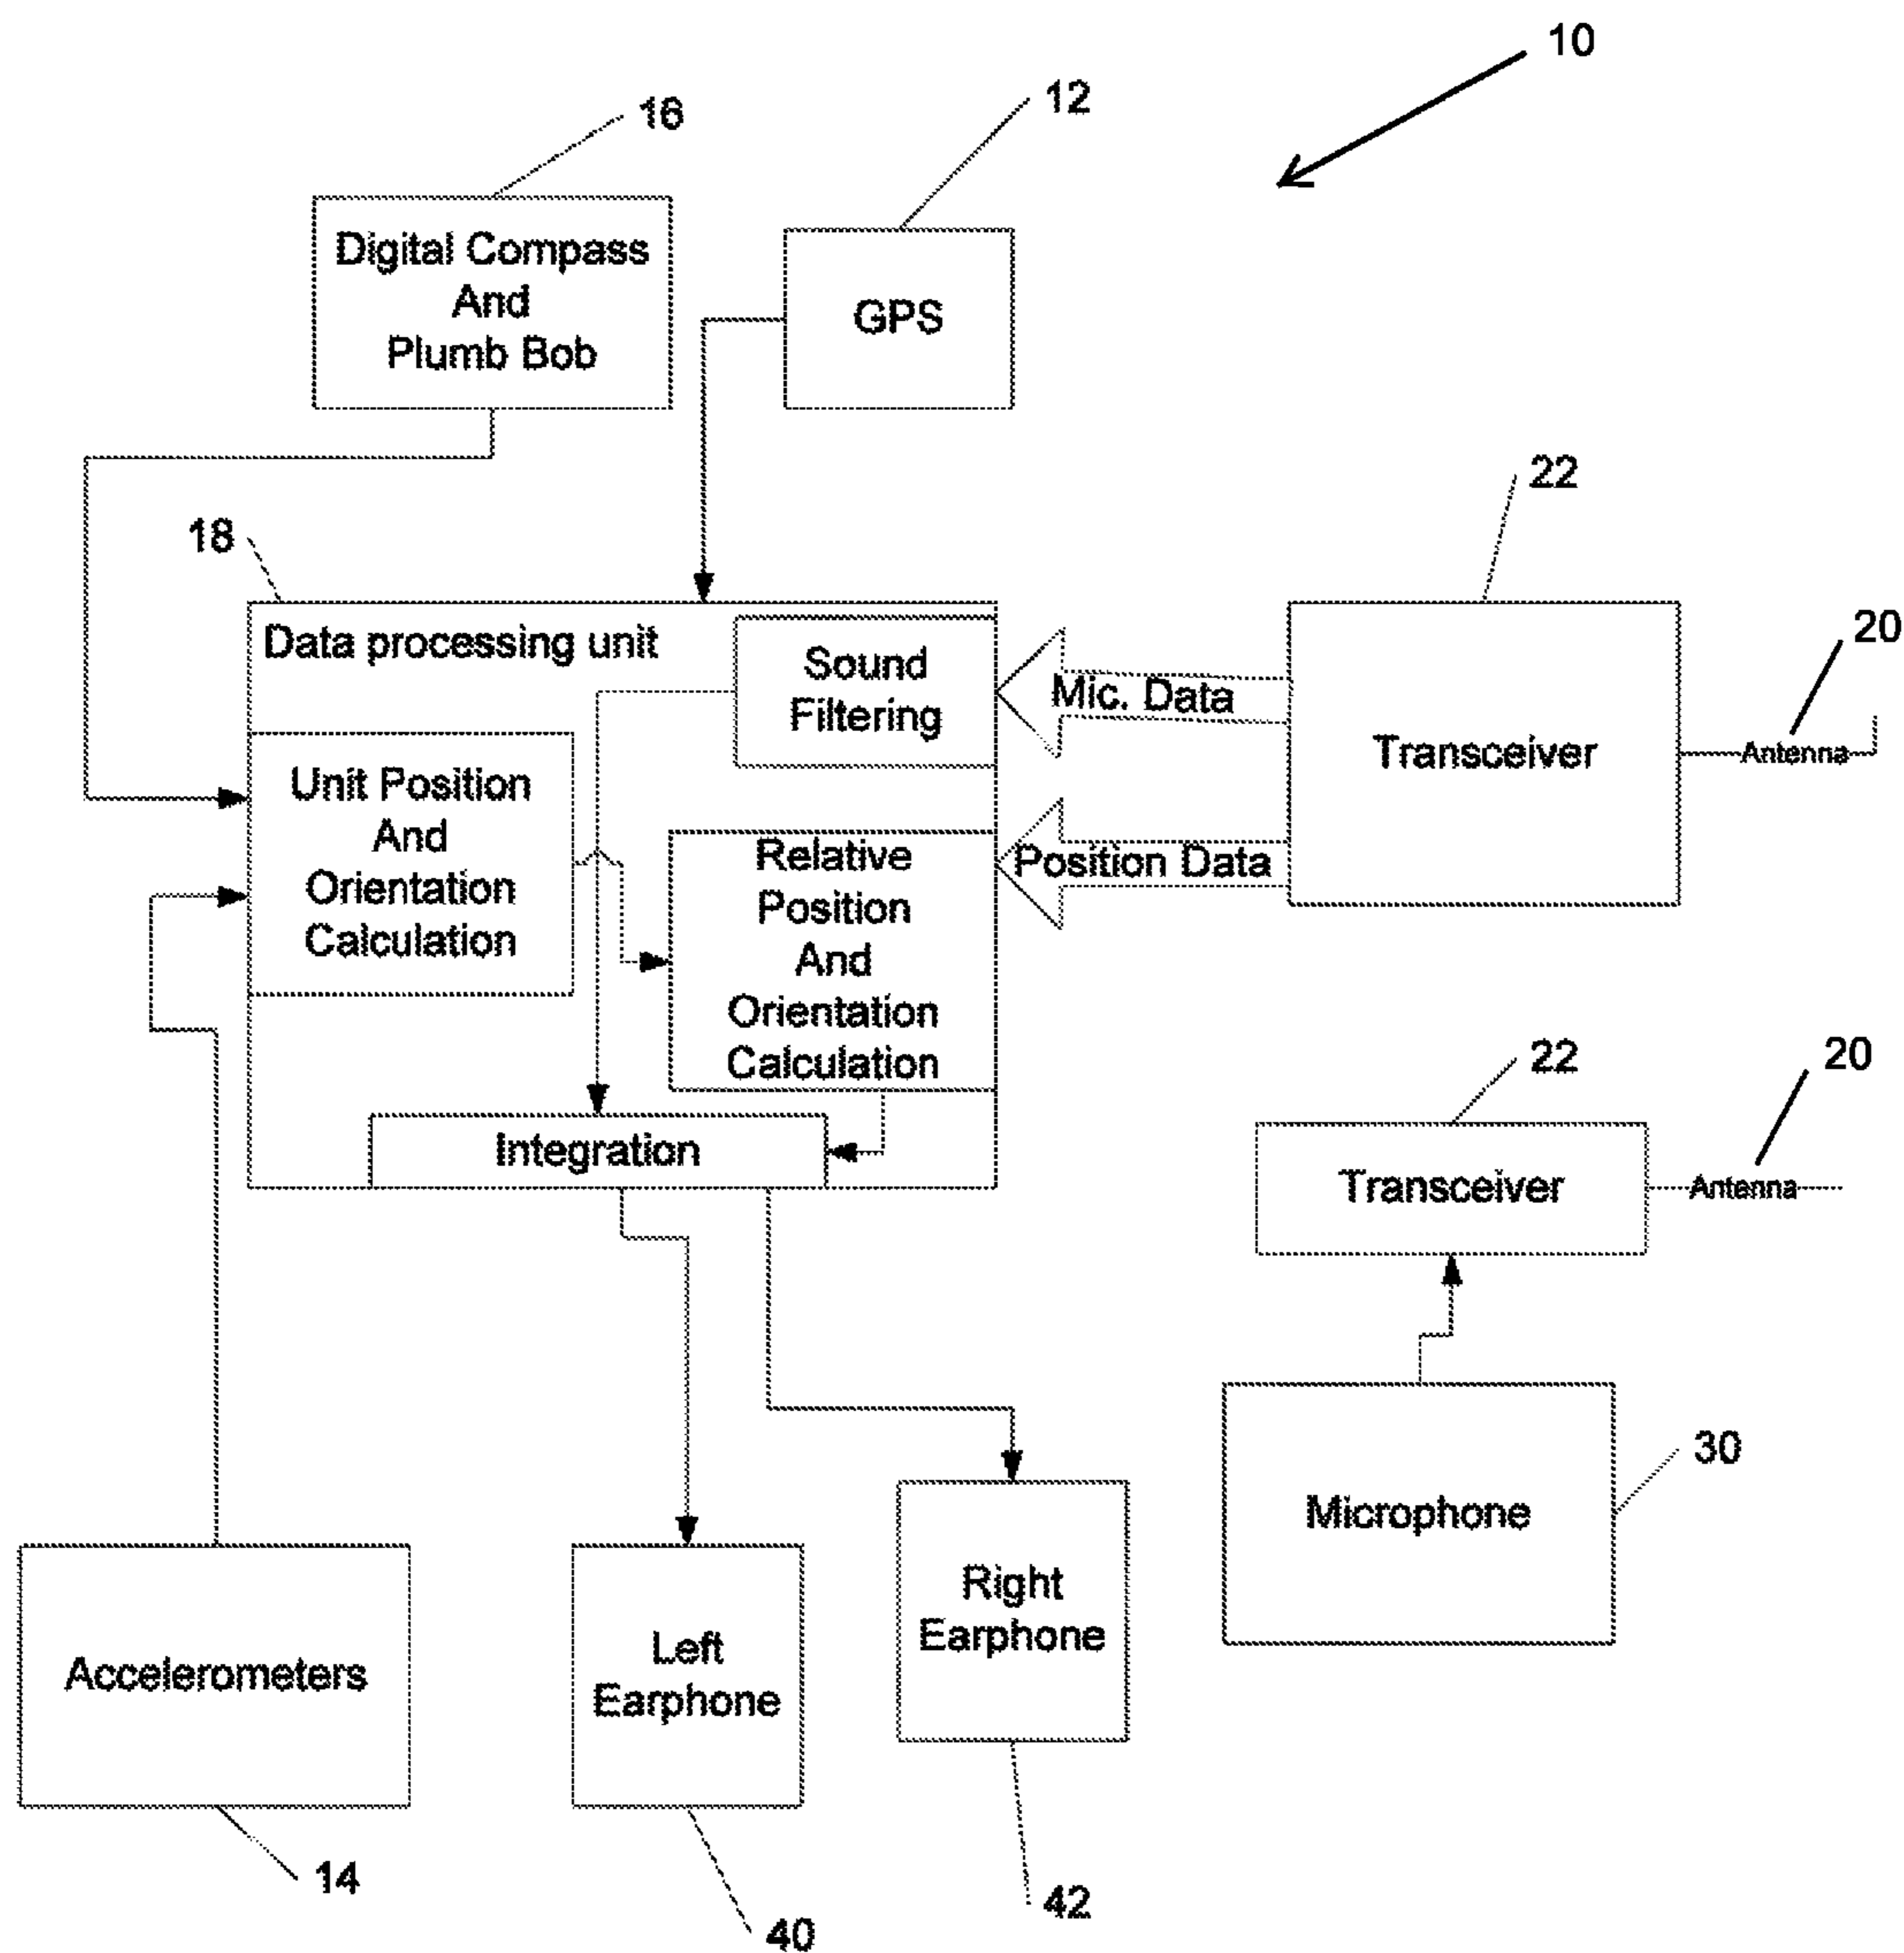 10
16
12
Digital Compass
And
Plumb Bob
GPS
22
18
20
Data processing unit
Sound
Filtering
Mic. Data
Transceiver
Antenna
Unit Position
And
Orientation
Calculation
Relative
Position
And
Orientation
Calculation
Position Data
22
20
Integration
Transceiver
Antenna
30
Microphone
Right
Earphone
Left
Earphone
Accelerometers
14
40
42